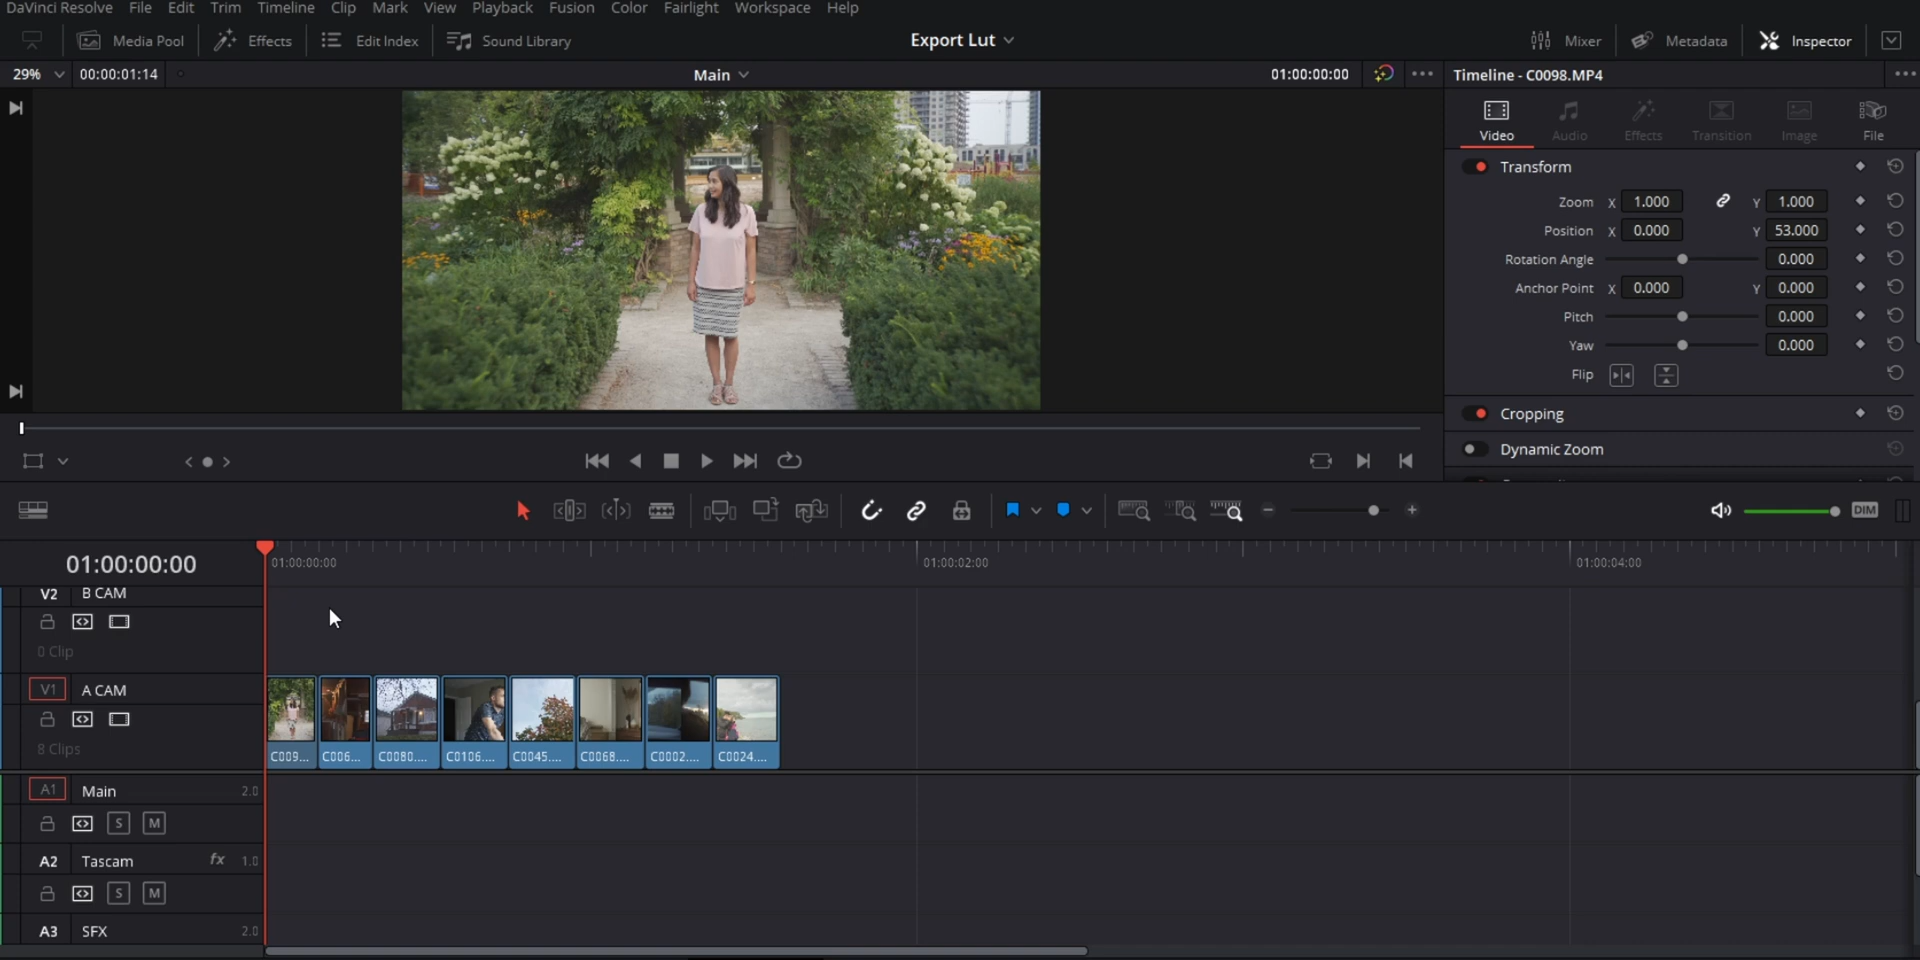 DaVinci Resolve File Edit Trim Timeline Clip Mark View Playback Fusion Color Fairlight Workspace Help
Media Pool Effects Edit Index Sound Library Export Lut Mixer Metadata Inspector
29% 00:00:01:14 Main 01:00:00:00 Timeline - C0098.MP4
Video Audio Effects Transition Image File
Transform
Zoom X 1.000 Y 1.000
Position X 0.000 Y 53.000
Rotation Angle 0.000
Anchor Point X 0.000 Y 0.000
Pitch 0.000
Yaw 0.000
Flip
Cropping
Dynamic Zoom
DIM
01:00:00:00 01:00:00:00 01:00:02:00 01:00:04:00
V2 B CAM
0 Clip
V1 A CAM
8 Clips
C009... C006... C0080.... C0106.... C0045.... C0068.... C0002.... C0024....
A1 Main 2.0
S M
A2 Tascam fx 1.0
S M
A3 SFX 2.0